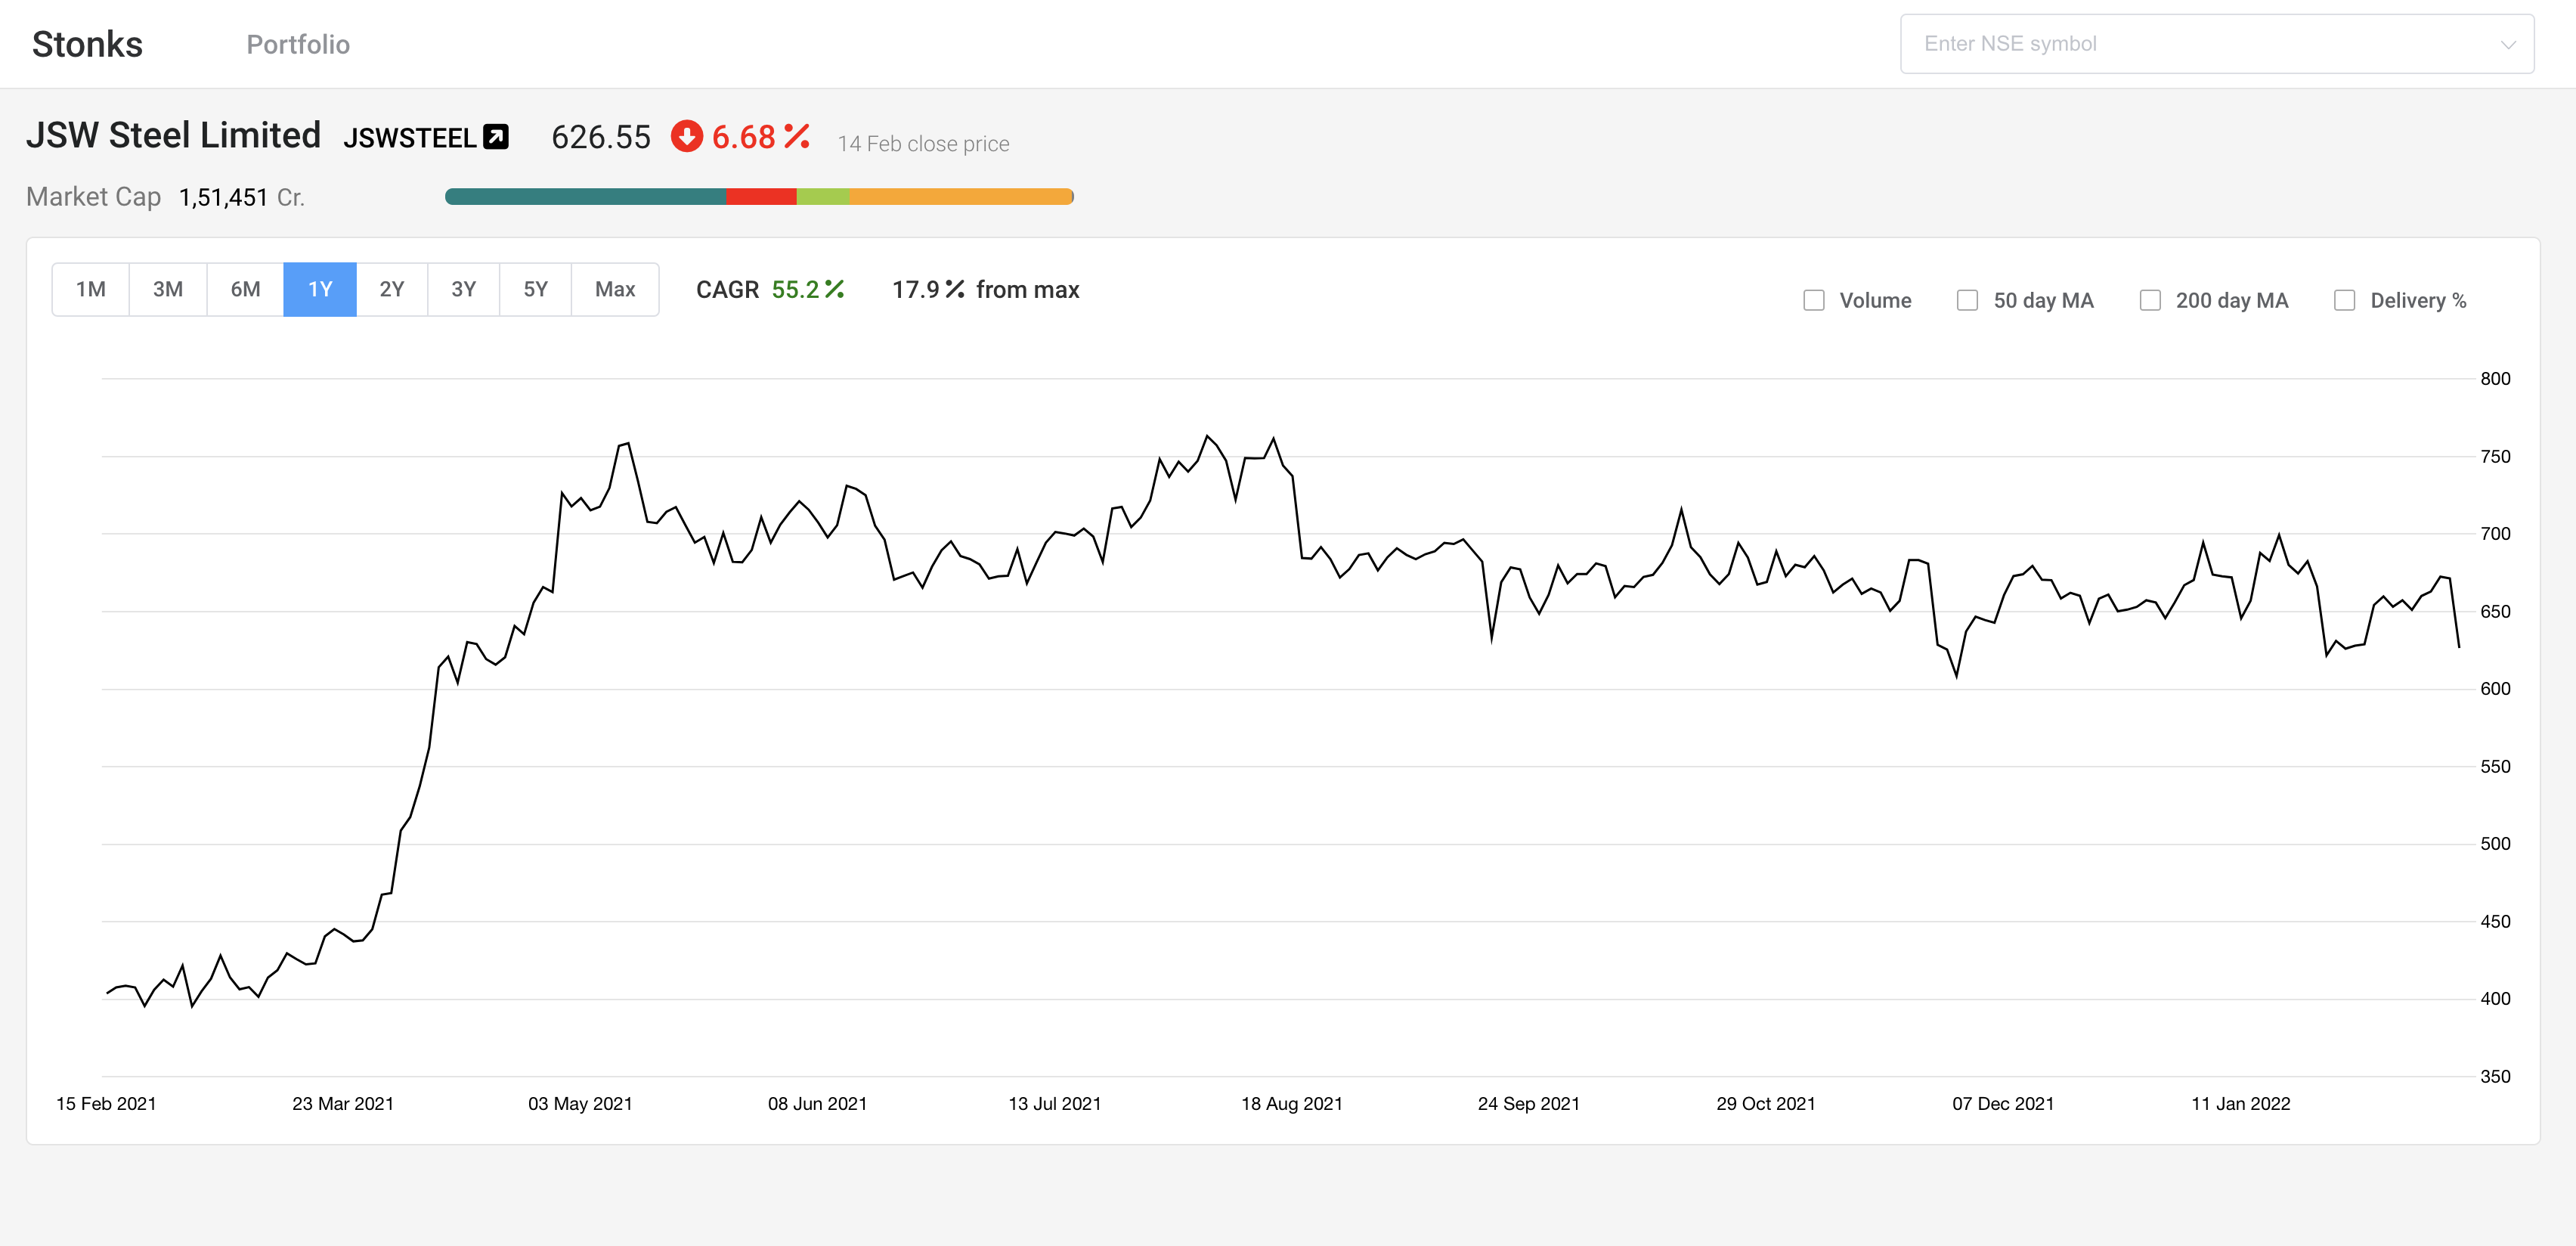 Stonks Portfolio Enter NSE symbol
JSW Steel Limited JSWSTEEL 626.55 6.68 % 14 Feb close price
Market Cap 1,51,451 Cr.
1M 3M 6M 1Y 2Y 3Y 5Y Max CAGR 55.2 % 17.9 % from max
Volume 50 day MA 200 day MA Delivery %
800
750
700
650
600
550
500
450
400
350
15 Feb 2021 23 Mar 2021 03 May 2021 08 Jun 2021 13 Jul 2021 18 Aug 2021 24 Sep 2021 29 Oct 2021 07 Dec 2021 11 Jan 2022